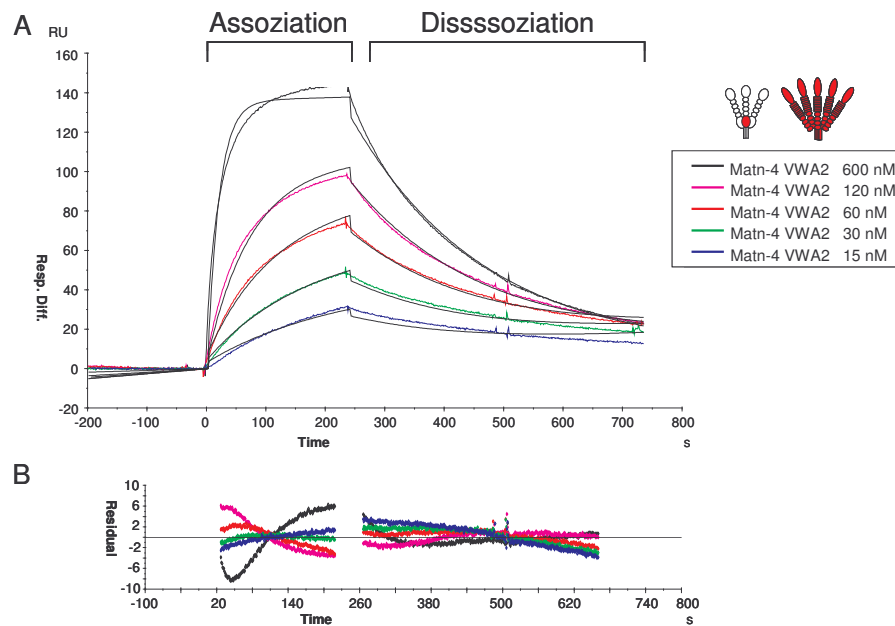 A
RU
Assoziation
Dissssoziation
160
140
120
100
80
60
40
20
0
-20
Resp. Diff.
-200 -100 0 100 200 300 400 500 600 700 800
Time
s
Matn-4 VWA2 600 nM
Matn-4 VWA2 120 nM
Matn-4 VWA2 60 nM
Matn-4 VWA2 30 nM
Matn-4 VWA2 15 nM
B
10
6
2
-2
-6
-10
Residual
-100 20 140 260 380 500 620 740 800
Time
s